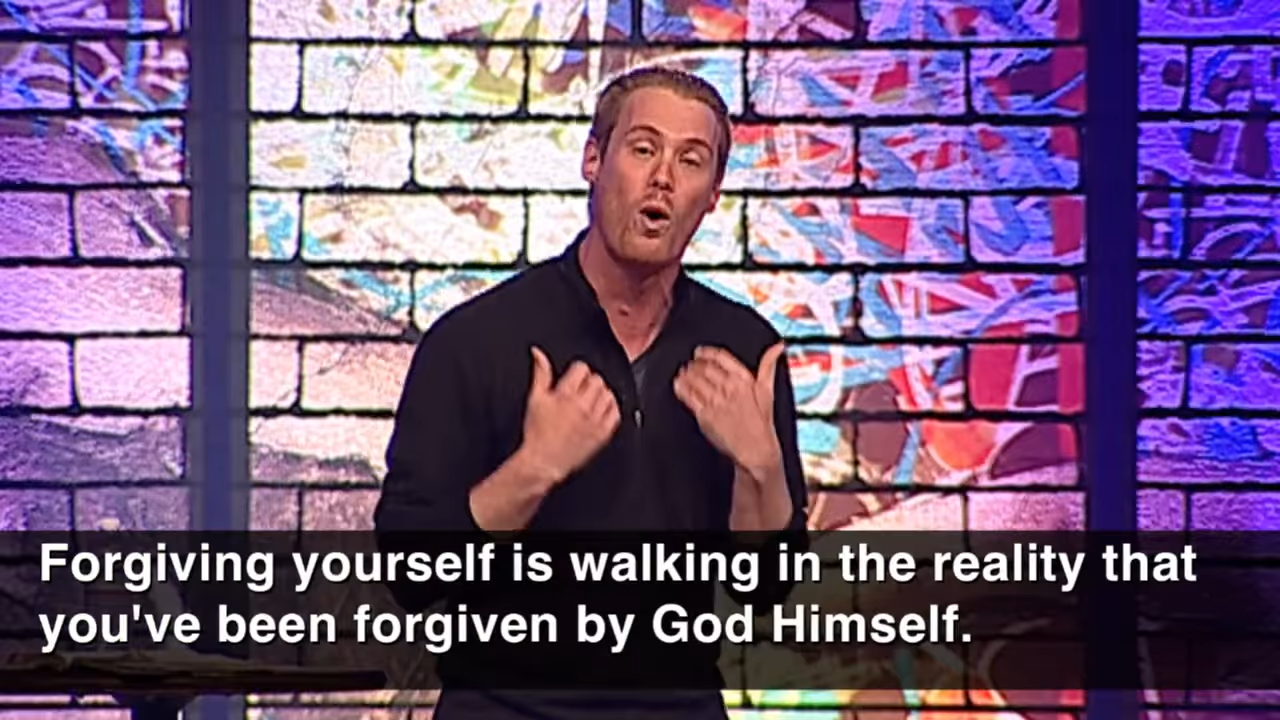 Forgiving yourself is walking in the reality that
you've been forgiven by God Himself.